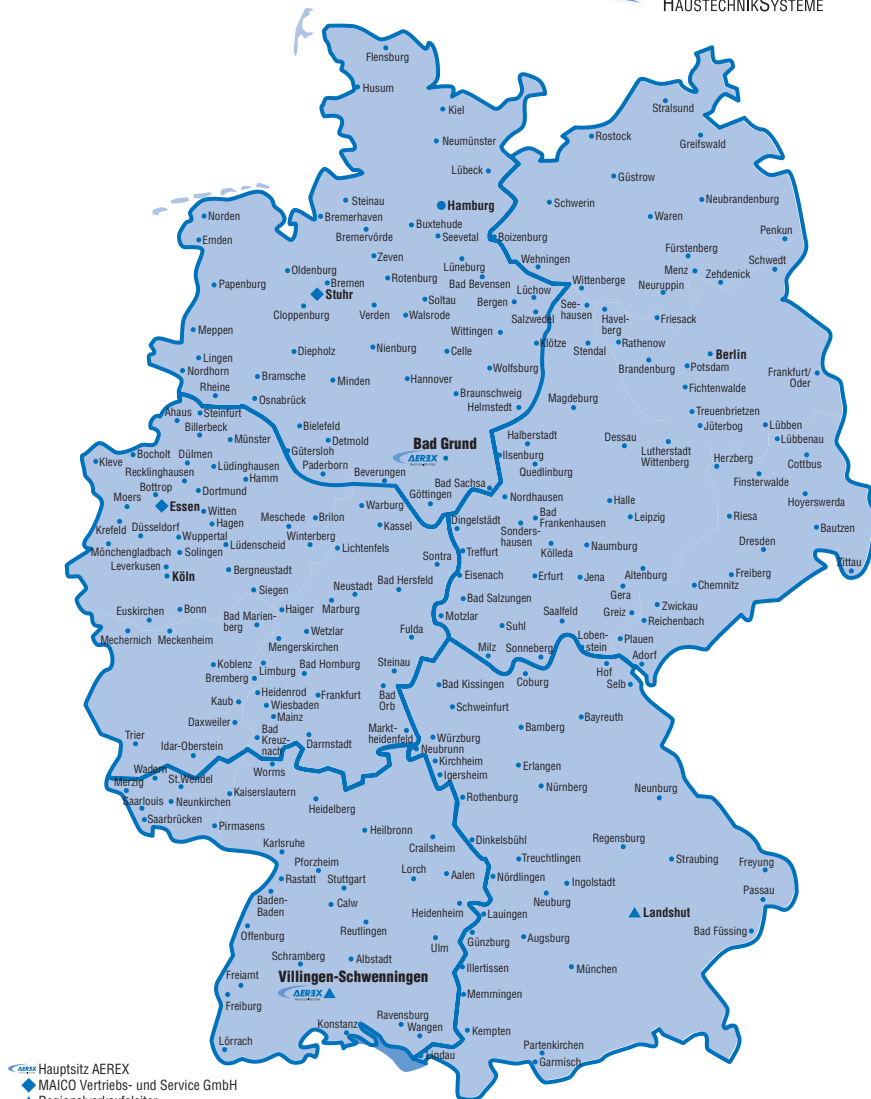 HAUSTECHNIKSYSTEME
Flensburg
Husum
Kiel
Stralsund
Rostock
Greifswald
Neumünster
Lübeck
Güstrow
Steinau
Hamburg
Schwerin
Neubrandenburg
Norden
Bremerhaven
Buxtehude
Waren
Bremervörde
Seevetal
Boizenburg
Penkun
Emden
Zeven
Lüneburg
Wehningen
Fürstenberg
Oldenburg
Menz
Schwedt
Papenburg
Bremen
Rotenburg
Bad Bevensen
Wittenberge
Zehdenick
Stuhr
Lüchow
Neuruppin
Soltau
Bergen
See-
hausen
Havel-
berg
Cloppenburg
Verden
Walsrode
Salzwedel
Friesack
Meppen
Wittingen
Klötze
Stendal
Rathenow
Lingen
Diepholz
Nienburg
Celle
Berlin
Nordhorn
Brandenburg
Potsdam
Frankfurt/
Oder
Rheine
Bramsche
Minden
Hannover
Wolfsburg
Fichtenwalde
Osnabrück
Braunschweig
Helmstedt
Magdeburg
Treuenbrietzen
Ahaus
Steinfurt
Jüterbog
Lübben
Billerbeck
Bielefeld
Bad Grund
Halberstadt
Dessau
Lübbenau
Münster
Detmold
AEREX
Ilsenburg
Lutherstadt
Wittenberg
Bocholt
Dülmen
Gütersloh
Quedlinburg
Herzberg
Cottbus
Kleve
Recklinghausen
Lüdinghausen
Paderborn
Beverungen
Bad Sachsa
Finsterwalde
Bottrop
Hamm
Moers
Dortmund
Göttingen
Nordhausen
Halle
Hoyerswerda
Essen
Witten
Warburg
Bad
Frankenhausen
Leipzig
Riesa
Krefeld
Düsseldorf
Hagen
Meschede
Brilon
Kassel
Dingelstädt
Sonders-
hausen
Bautzen
Mönchengladbach
Wuppertal
Solingen
Lüdenscheid
Winterberg
Lichtenfels
Treffurt
Kölleda
Naumburg
Dresden
Leverkusen
Sontra
Zittau
Köln
Bergneustadt
Eisenach
Erfurt
Jena
Altenburg
Freiberg
Siegen
Neustadt
Bad Hersfeld
Gera
Chemnitz
Euskirchen
Bonn
Haiger
Marburg
Bad Salzungen
Saalfeld
Greiz
Zwickau
Bad Marien-
berg
Motzlar
Reichenbach
Mechernich
Meckenheim
Wetzlar
Fulda
Suhl
Loben-
stein
Plauen
Mengerskirchen
Milz
Sonneberg
Adorf
Koblenz
Limburg
Bad Homburg
Steinau
Coburg
Hof
Bremberg
Selb
Heidenrod
Frankfurt
Bad
Orb
Bad Kissingen
Kaub
Wiesbaden
Schweinfurt
Daxweiler
Mainz
Bayreuth
Trier
Bad
Kreuz-
nach
Darmstadt
Markt-
heidenfeld
Würzburg
Bamberg
Idar-Oberstein
Neubrunn
Wadern
Worms
Kirchheim
Erlangen
Merzig
St.Wendel
Igersheim
Saarlouis
Neunkirchen
Kaiserslautern
Heidelberg
Rothenburg
Nürnberg
Neunburg
Saarbrücken
Pirmasens
Heilbronn
Karlsruhe
Crailsheim
Dinkelsbühl
Regensburg
Pforzheim
Treuchtlingen
Straubing
Freyung
Rastatt
Stuttgart
Lorch
Aalen
Nördlingen
Ingolstadt
Baden-
Baden
Calw
Neuburg
Passau
Heidenheim
Lauingen
Landshut
Offenburg
Reutlingen
Ulm
Günzburg
Augsburg
Bad Füssing
Schramberg
Albstadt
Illertissen
München
Villingen-Schwenningen
Freiamt
AEREX
Memmingen
Freiburg
Konstanz
Ravensburg
Wangen
Kempten
Lörrach
Lindau
Partenkirchen
Garmisch
AEREX Hauptsitz AEREX
MAICO Vertriebs- und Service GmbH